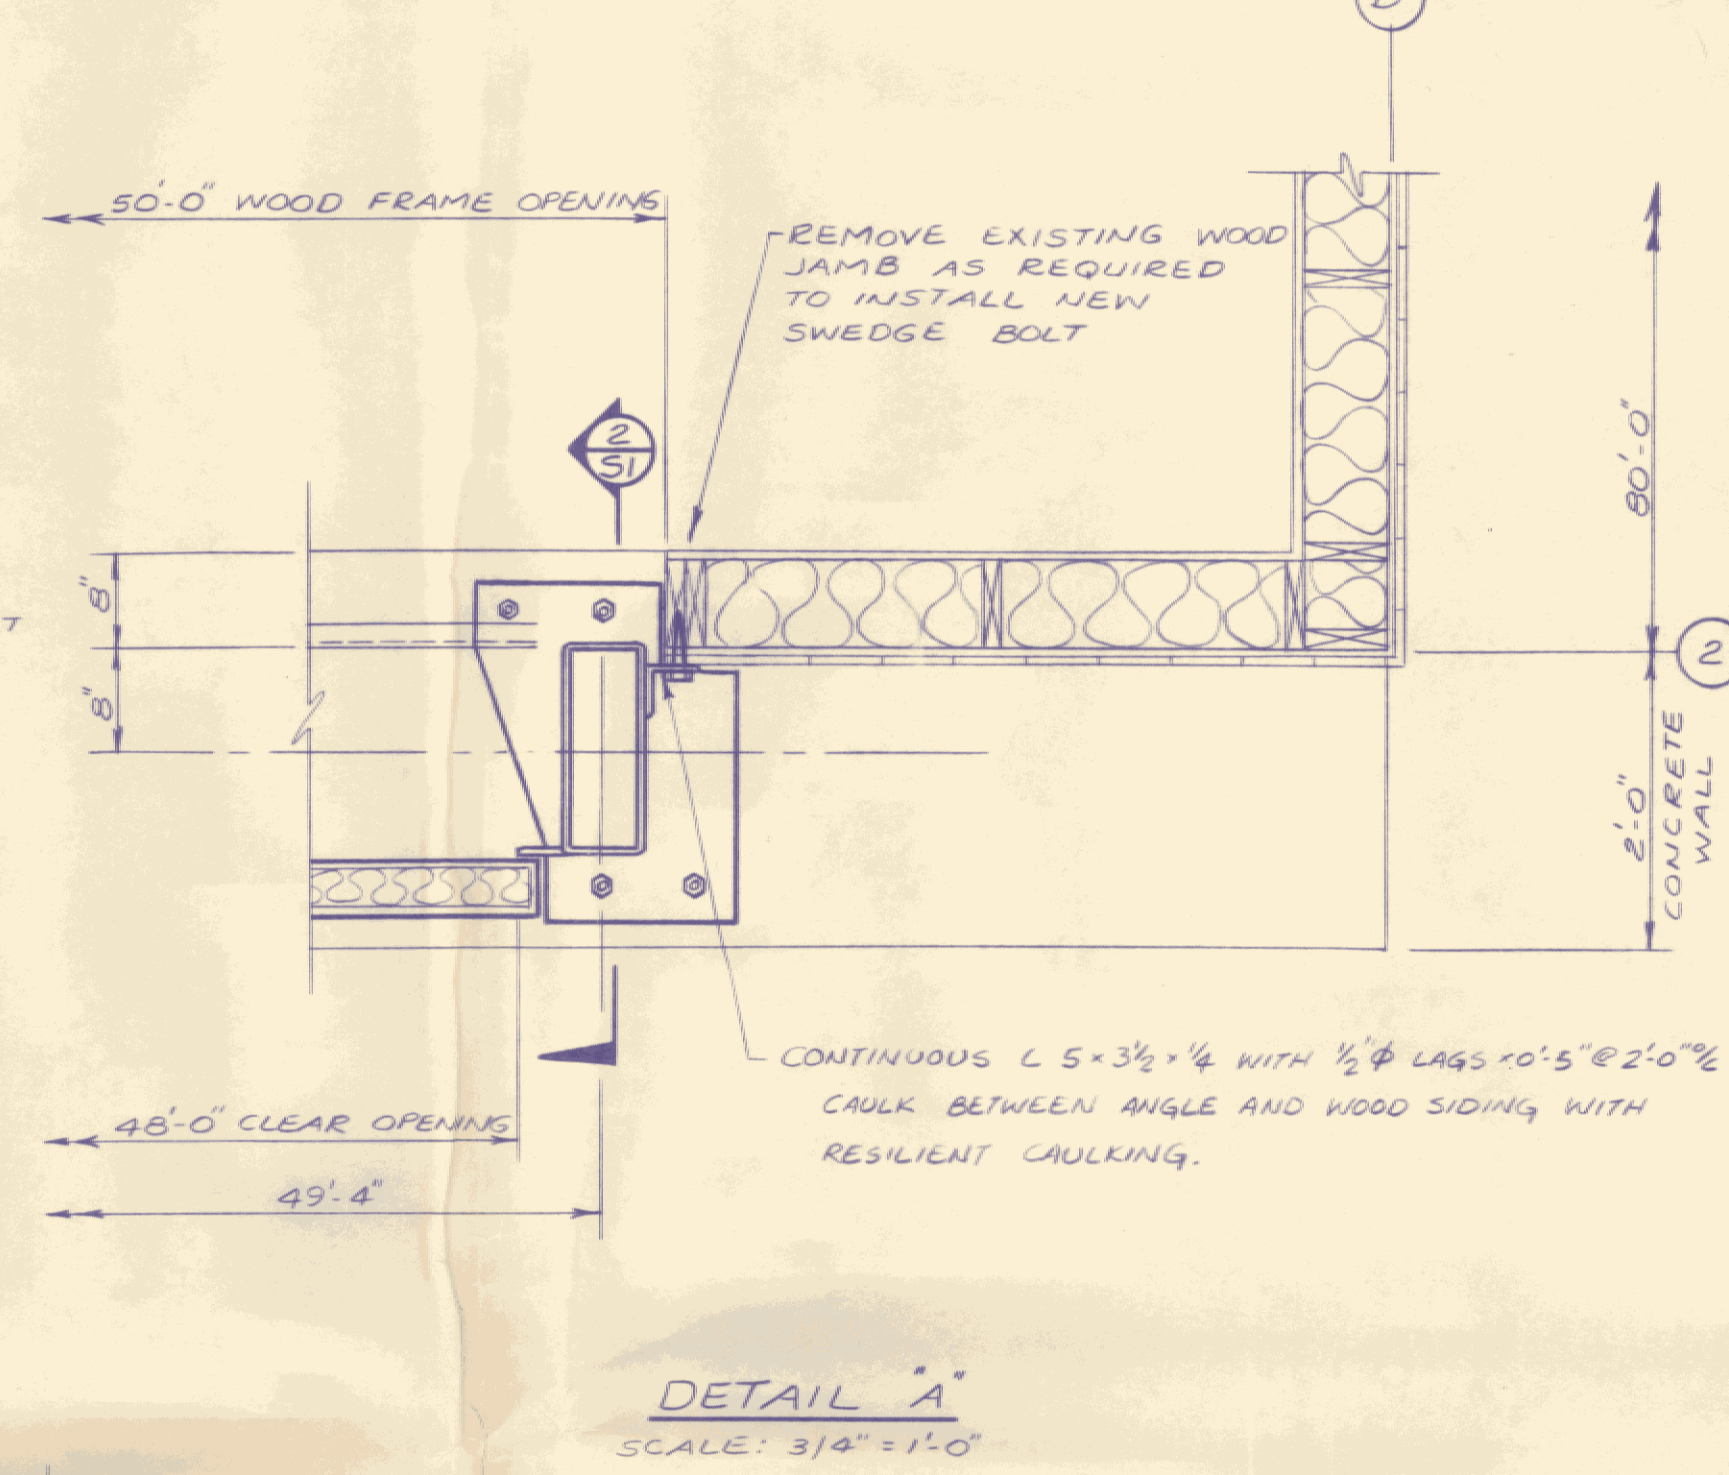 50'-0" WOOD FRAME OPENING
REMOVE EXISTING WOOD
JAMB AS REQUIRED
TO INSTALL NEW
SWEDGE BOLT
2
S1
80'-0"
8"
8"
T
2
2'-0"
CONCRETE
WALL
CONTINUOUS L 5 x 3½ x ¼ WITH ½"Φ LAGS x 0'-5" @ 2'-0" O/C
CAULK BETWEEN ANGLE AND WOOD SIDING WITH
RESILIENT CAULKING.
48'-0" CLEAR OPENING
49'-4"
DETAIL "A"
SCALE: 3/4" = 1'-0"